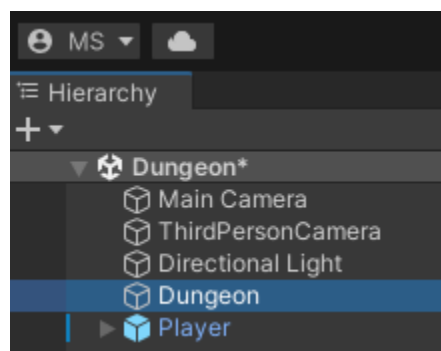 MS
Hierarchy
Dungeon*
Main Camera
ThirdPersonCamera
Directional Light
Dungeon
Player